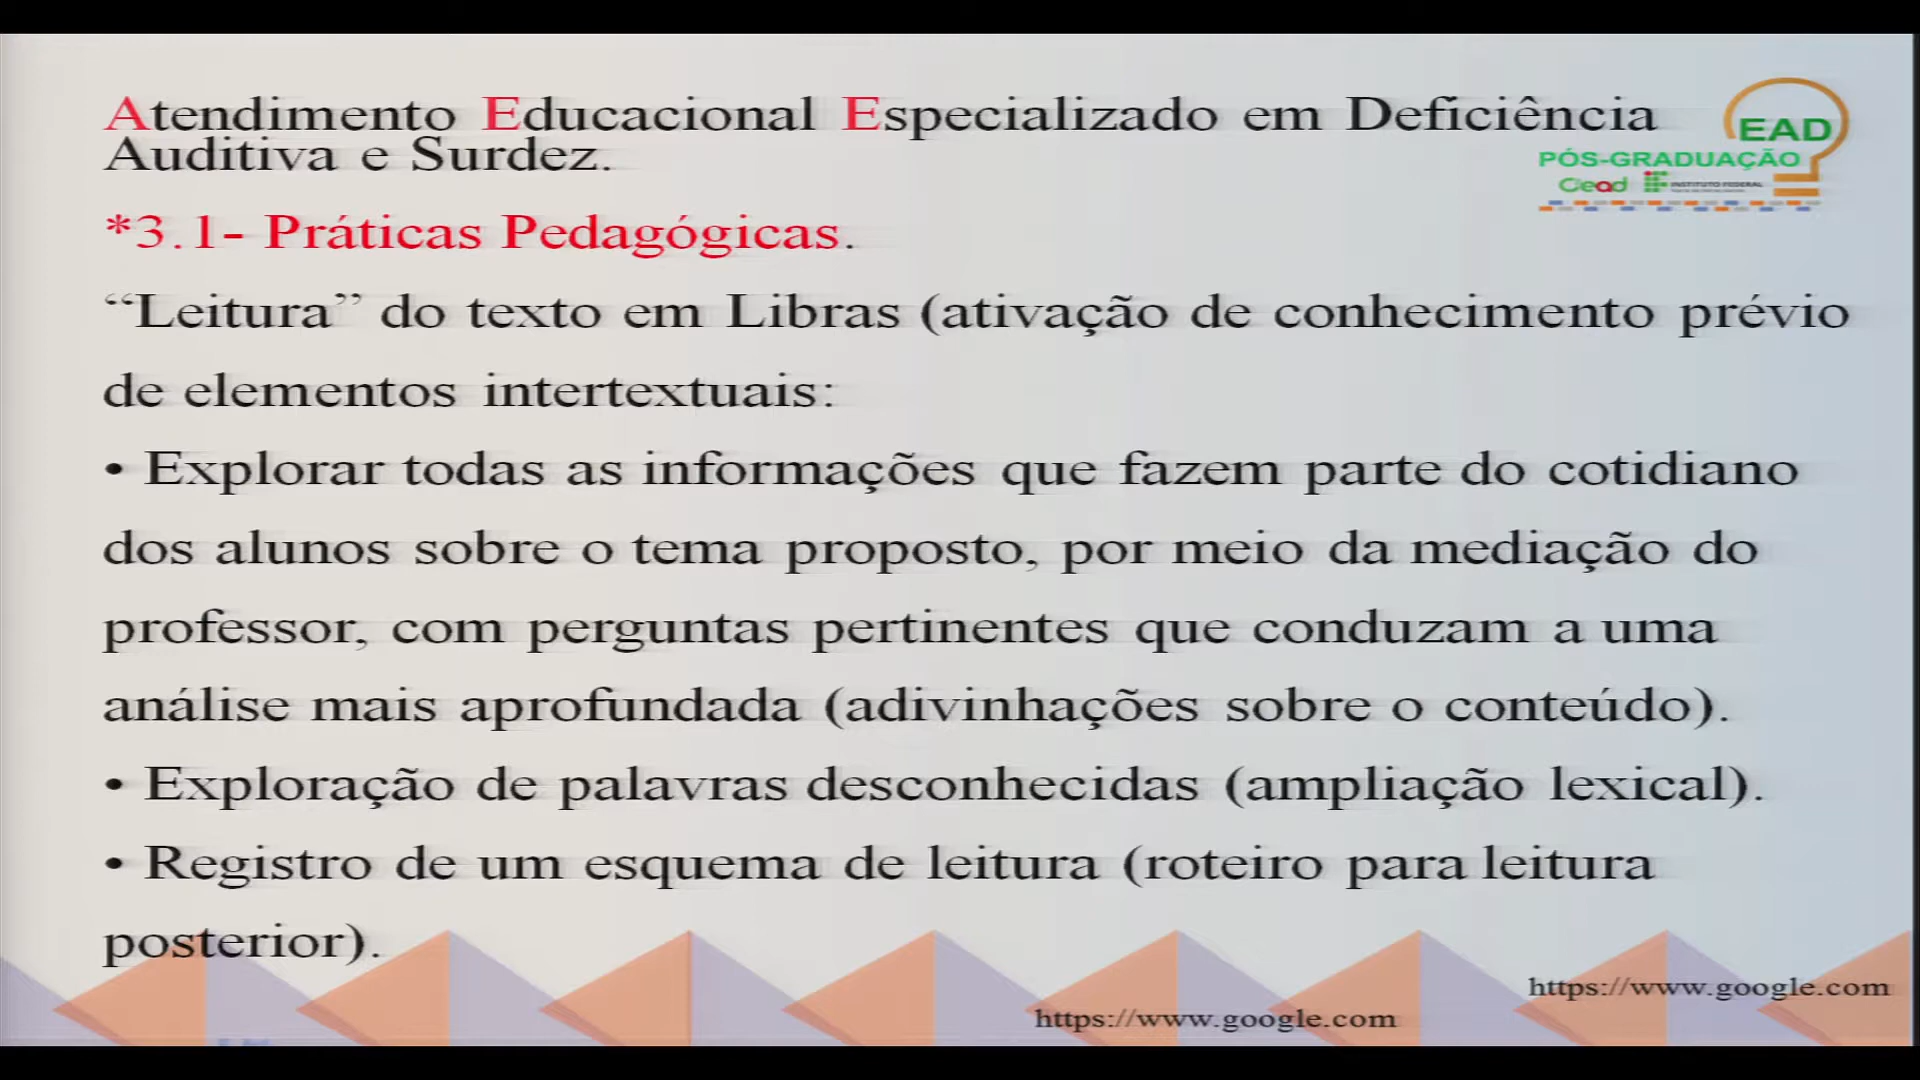 Atendimento Educacional Especializado em Deficiência
Auditiva e Surdez.
EAD
PÓS-GRADUAÇÃO
Cead INSTITUTO FEDERAL
*3.1- Práticas Pedagógicas.
“Leitura” do texto em Libras (ativação de conhecimento prévio
de elementos intertextuais:
• Explorar todas as informações que fazem parte do cotidiano
dos alunos sobre o tema proposto, por meio da mediação do
professor, com perguntas pertinentes que conduzam a uma
análise mais aprofundada (adivinhações sobre o conteúdo).
• Exploração de palavras desconhecidas (ampliação lexical).
• Registro de um esquema de leitura (roteiro para leitura
posterior).
https://www.google.com
https://www.google.com